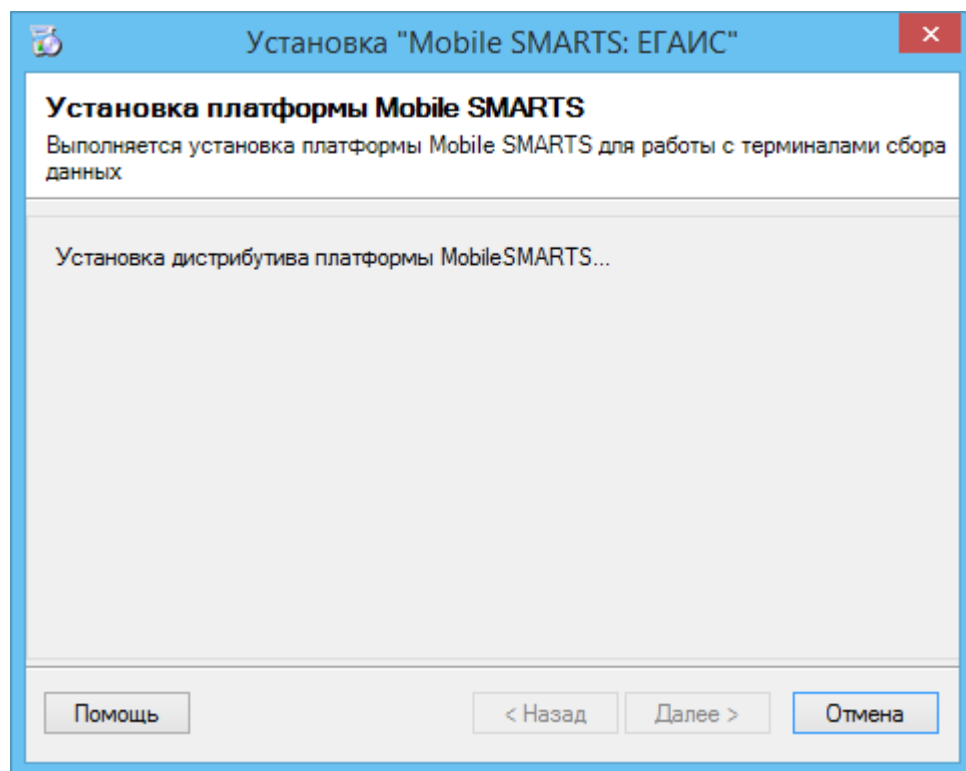 Установка "Mobile SMARTS: ЕГАИС"
Установка платформы Mobile SMARTS
Выполняется установка платформы Mobile SMARTS для работы с терминалами сбора
данных
Установка дистрибутива платформы MobileSMARTS...
Помощь
< Назад
Далее >
Отмена